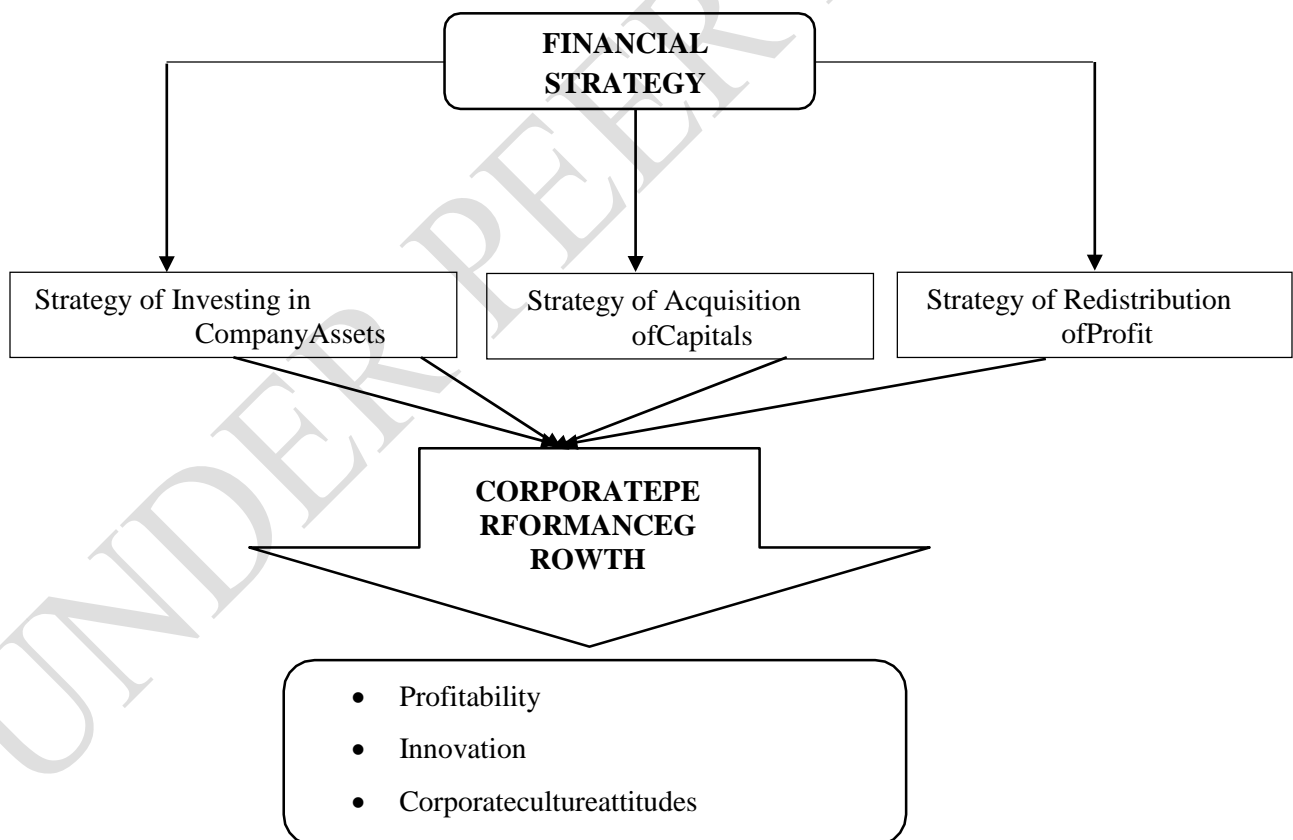 FINANCIAL
STRATEGY
Strategy of Investing in
CompanyAssets
Strategy of Acquisition
ofCapitals
Strategy of Redistribution
ofProfit
CORPORATEPE
RFORMANCEG
ROWTH
• Profitability
• Innovation
• Corporatecultureattitudes
UNDER PEER